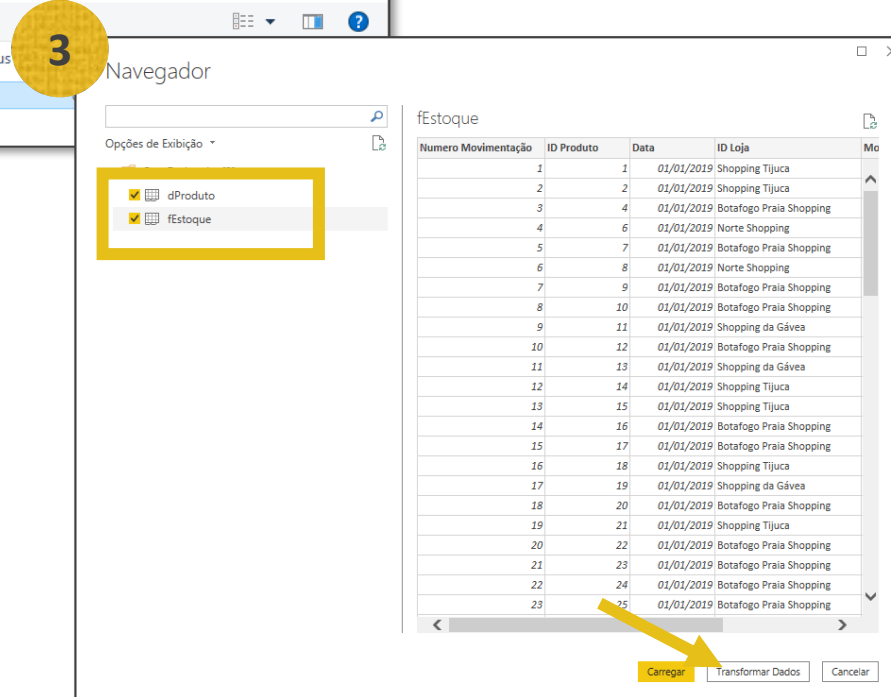 3
us
Navegador
Opções de Exibição
dProduto
fEstoque
fEstoque
Numero Movimentação ID Produto Data ID Loja Mo
1 1 01/01/2019 Shopping Tijuca
2 2 01/01/2019 Shopping Tijuca
3 4 01/01/2019 Botafogo Praia Shopping
4 6 01/01/2019 Norte Shopping
5 7 01/01/2019 Botafogo Praia Shopping
6 8 01/01/2019 Norte Shopping
7 9 01/01/2019 Botafogo Praia Shopping
8 10 01/01/2019 Botafogo Praia Shopping
9 11 01/01/2019 Shopping da Gávea
10 12 01/01/2019 Botafogo Praia Shopping
11 13 01/01/2019 Shopping da Gávea
12 14 01/01/2019 Shopping Tijuca
13 15 01/01/2019 Shopping Tijuca
14 16 01/01/2019 Botafogo Praia Shopping
15 17 01/01/2019 Botafogo Praia Shopping
16 18 01/01/2019 Shopping Tijuca
17 19 01/01/2019 Shopping da Gávea
18 20 01/01/2019 Botafogo Praia Shopping
19 21 01/01/2019 Shopping Tijuca
20 22 01/01/2019 Botafogo Praia Shopping
21 23 01/01/2019 Botafogo Praia Shopping
22 24 01/01/2019 Botafogo Praia Shopping
23 25 01/01/2019 Botafogo Praia Shopping
Carregar Transformar Dados Cancelar